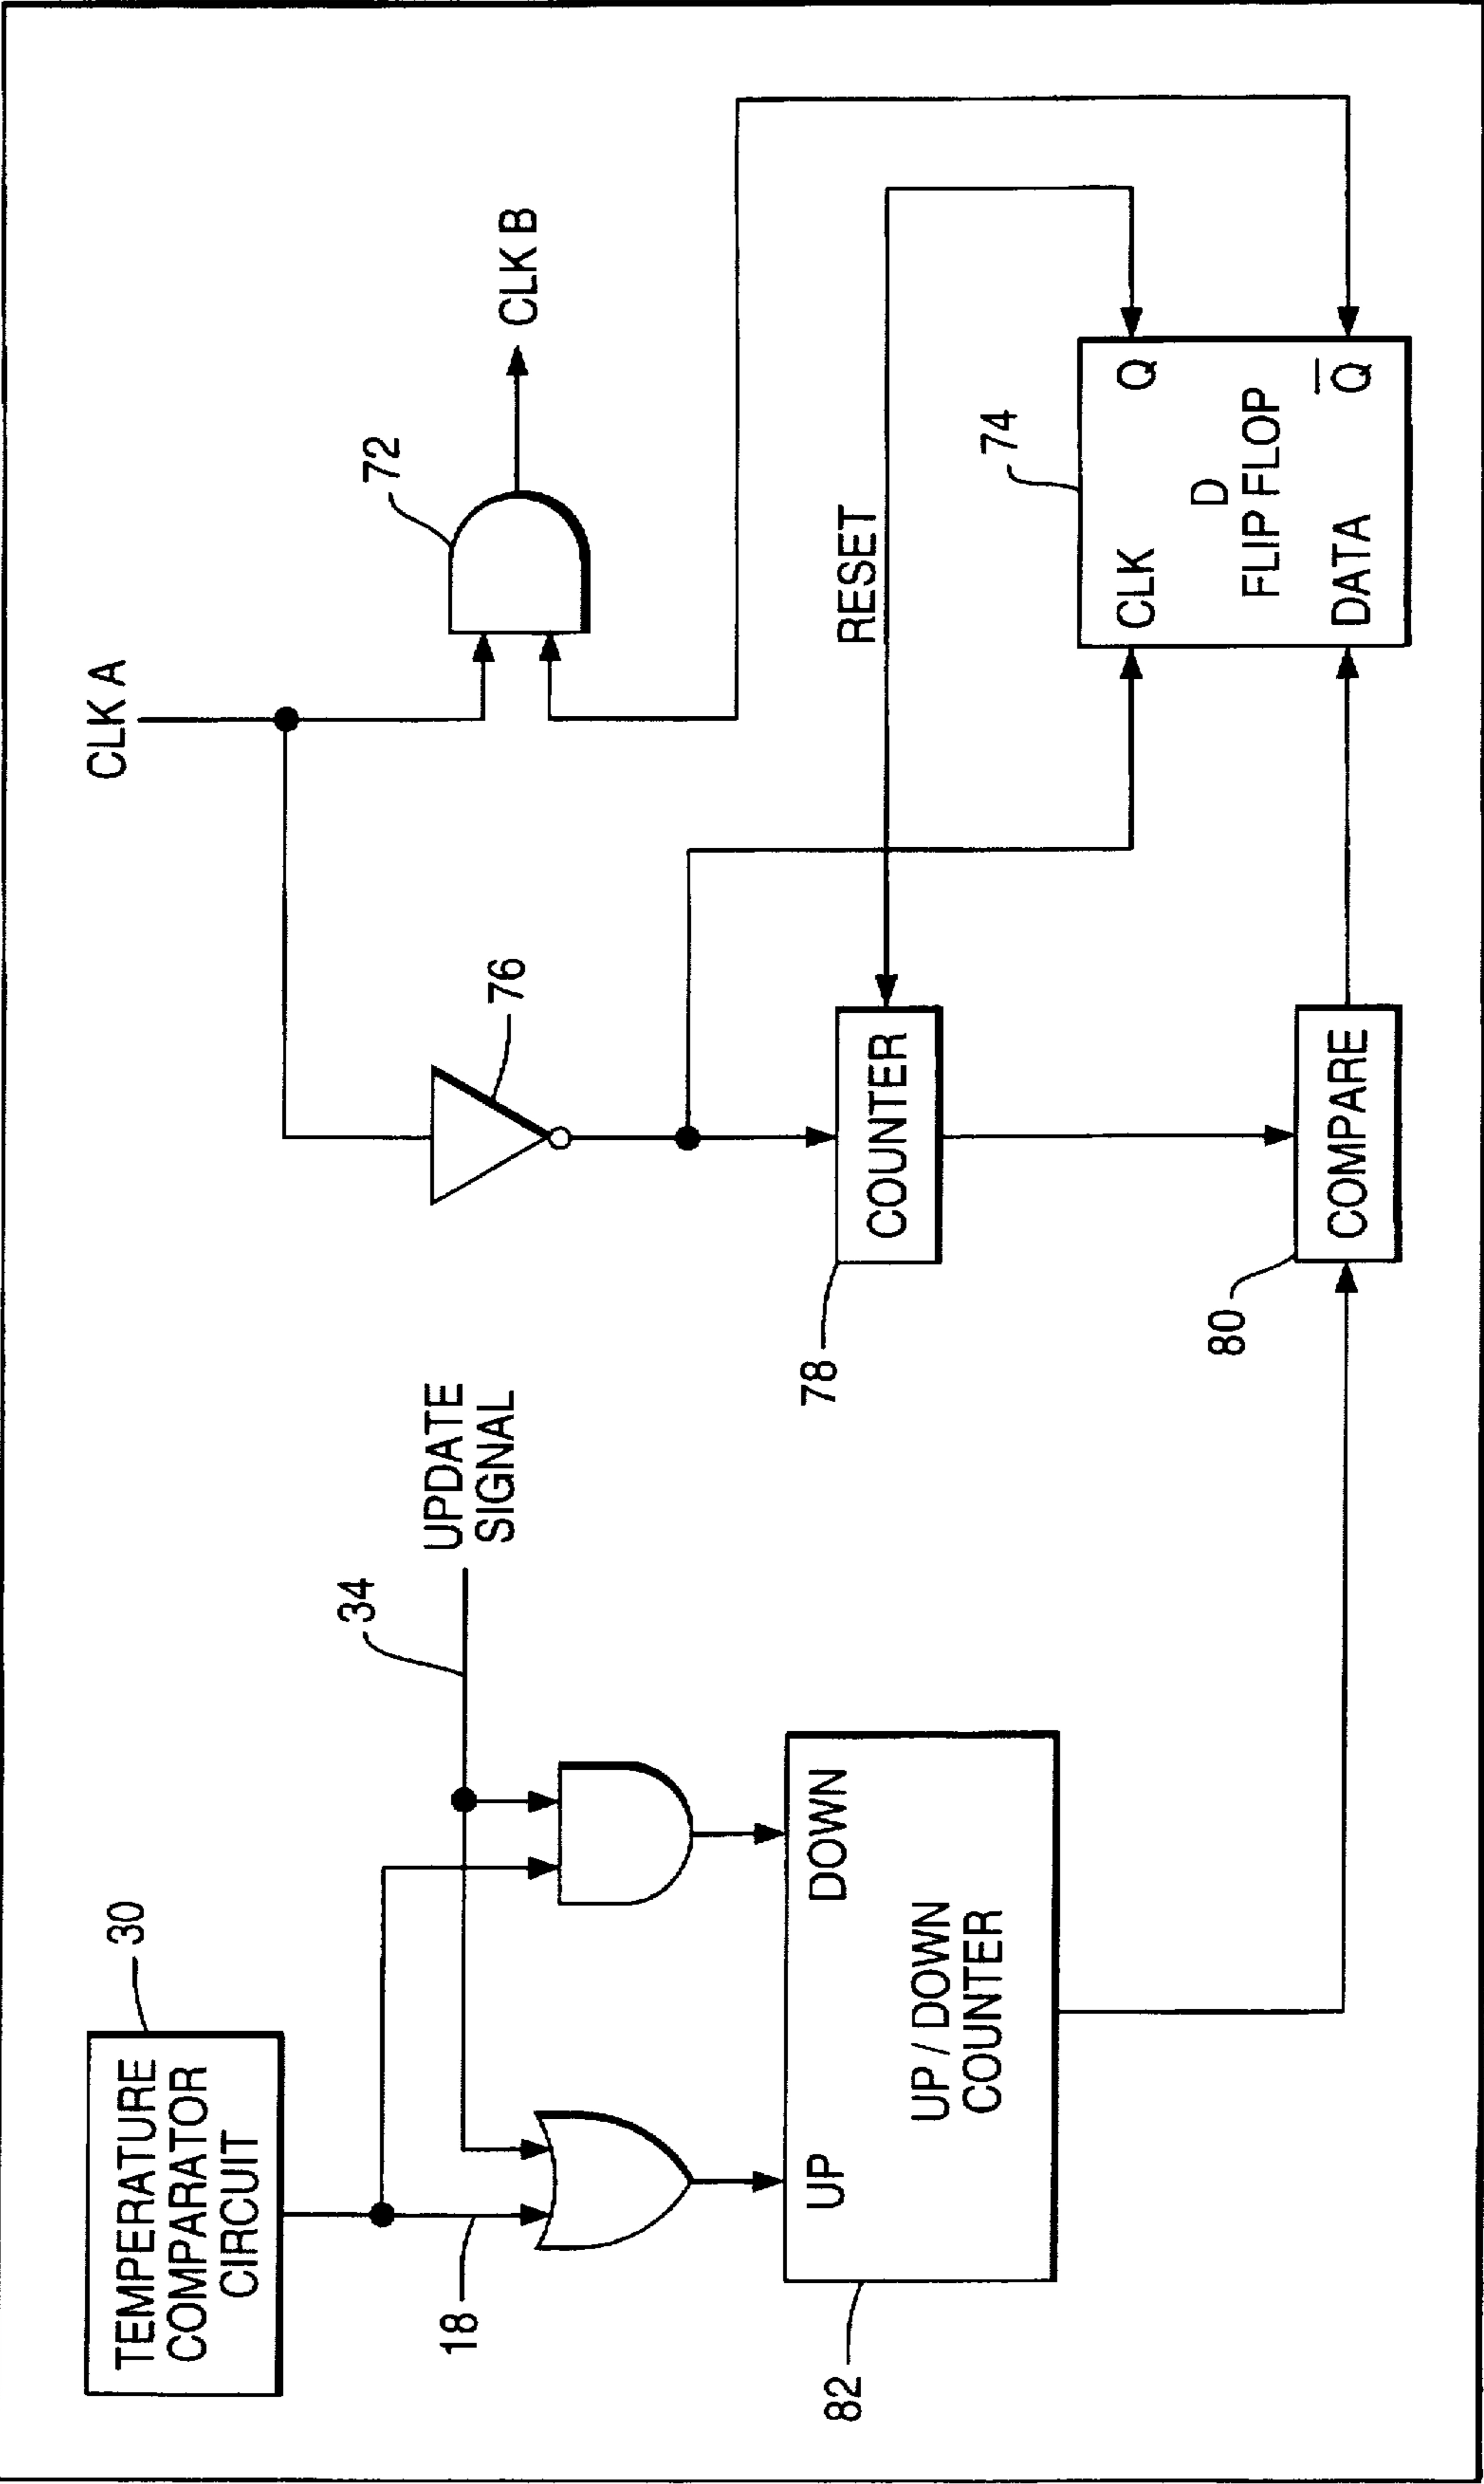 TEMPERATURE
COMPARATOR
CIRCUIT
30
18
34
UPDATE
SIGNAL
UP
DOWN
UP / DOWN
COUNTER
82
CLK A
76
72
CLK B
COUNTER
78
RESET
COMPARE
80
74
CLK
Q
D
FLIP FLOP
DATA
Q̅